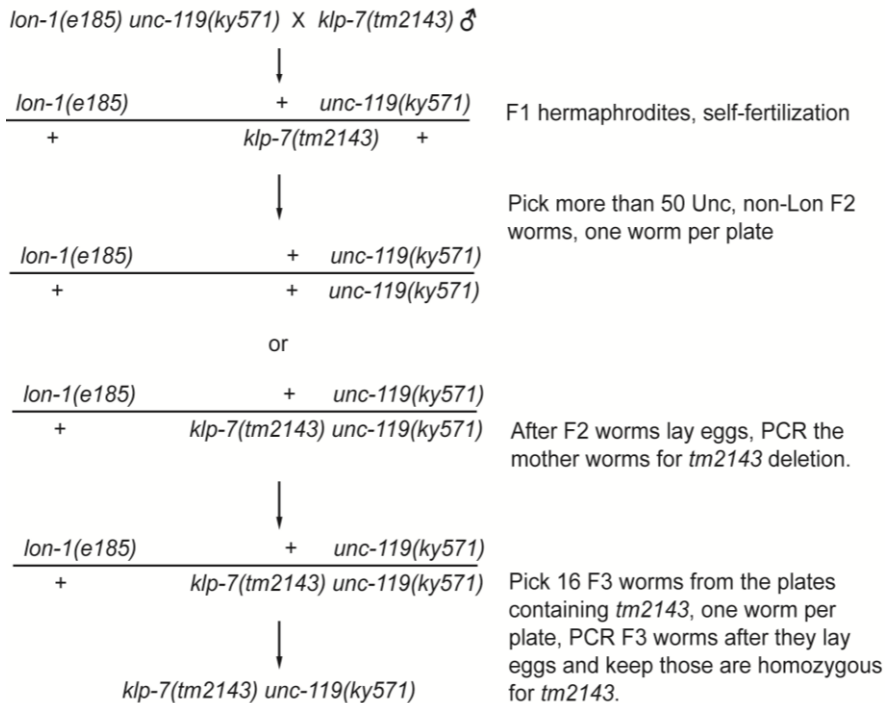 lon-1(e185) unc-119(ky571) X klp-7(tm2143) ♂
lon-1(e185) + unc-119(ky571)
+ klp-7(tm2143) +
F1 hermaphrodites, self-fertilization
Pick more than 50 Unc, non-Lon F2
worms, one worm per plate
lon-1(e185) + unc-119(ky571)
+ + unc-119(ky571)
or
lon-1(e185) + unc-119(ky571)
+ klp-7(tm2143) unc-119(ky571)
After F2 worms lay eggs, PCR the
mother worms for tm2143 deletion.
lon-1(e185) + unc-119(ky571)
+ klp-7(tm2143) unc-119(ky571)
Pick 16 F3 worms from the plates
containing tm2143, one worm per
plate, PCR F3 worms after they lay
eggs and keep those are homozygous
for tm2143.
klp-7(tm2143) unc-119(ky571)